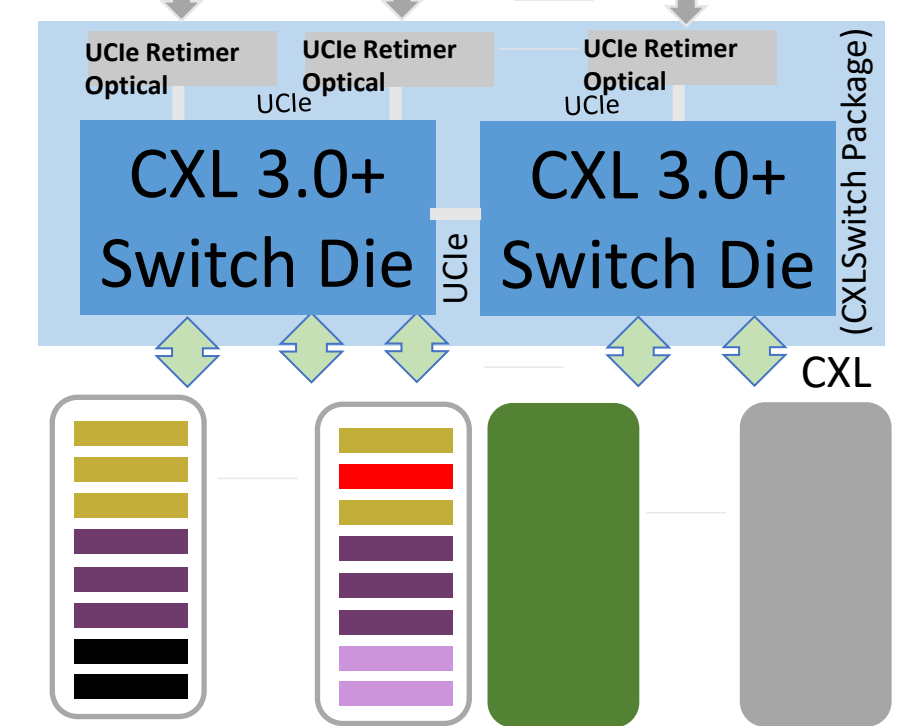 UCIe Retimer
Optical
UCIe Retimer
Optical
UCIe Retimer
Optical
UCIe
UCIe
CXL 3.0+
Switch Die
UCIe
CXL 3.0+
Switch Die
(CXLSwitch Package)
CXL